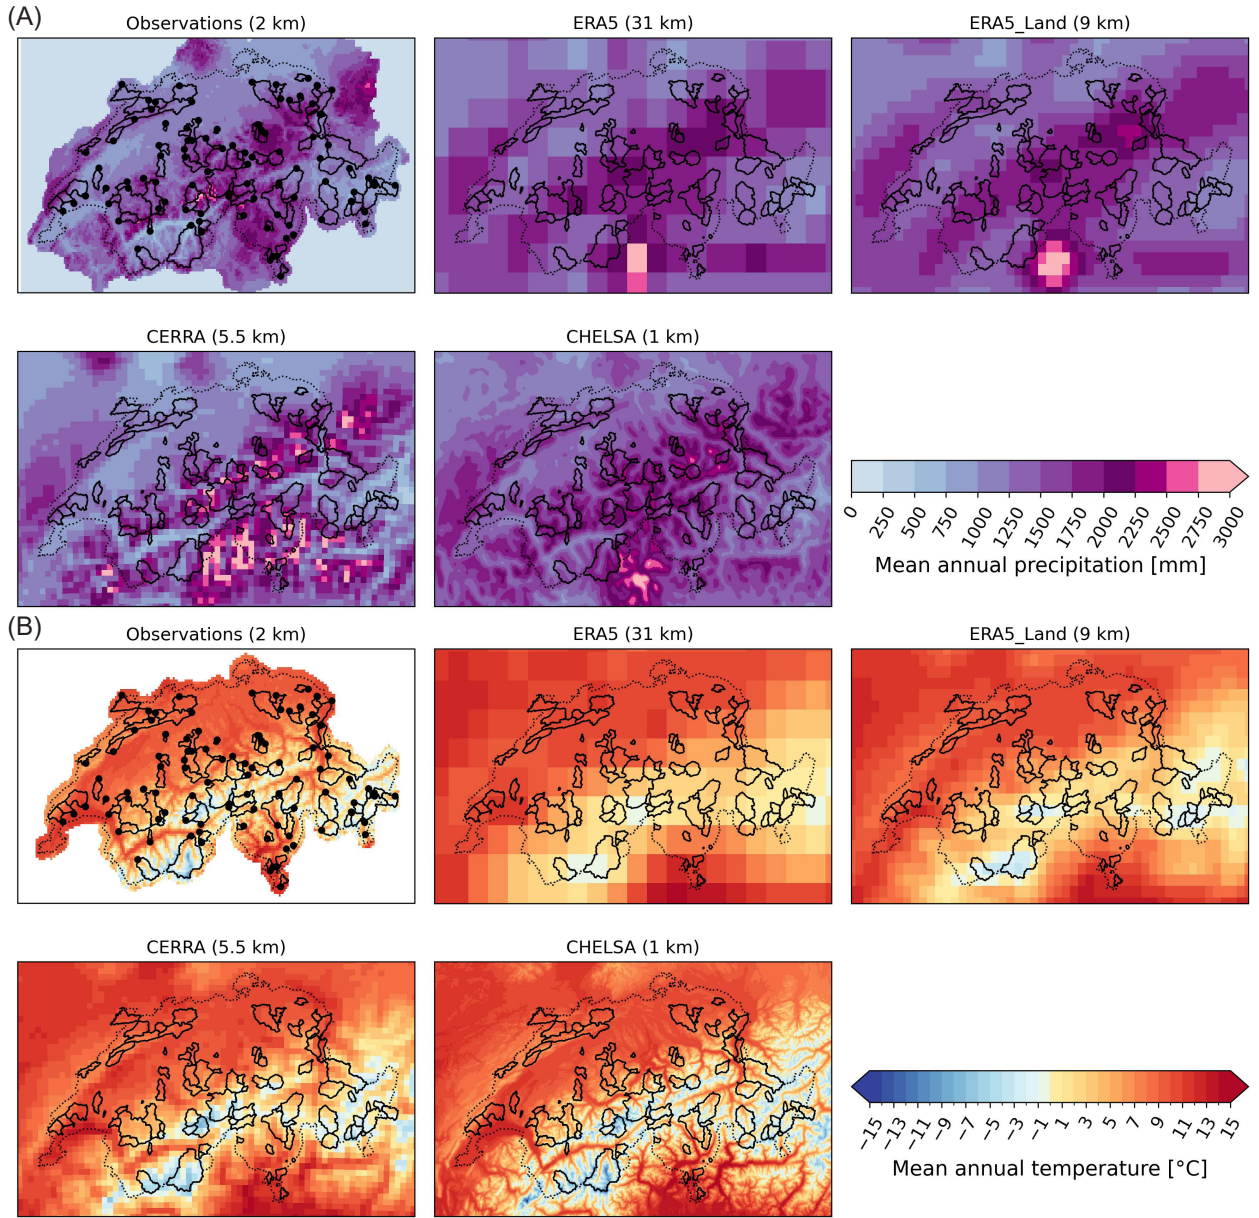 (A)
Observations (2 km)
ERA5 (31 km)
ERA5_Land (9 km)
CERRA (5.5 km)
CHELSA (1 km)
0
250
500
750
1000
1250
1500
1750
2000
2250
2500
2750
3000
Mean annual precipitation [mm]
(B)
Observations (2 km)
ERA5 (31 km)
ERA5_Land (9 km)
CERRA (5.5 km)
CHELSA (1 km)
−15
−13
−11
−9
−7
−5
−3
−1
1
3
5
7
9
11
13
15
Mean annual temperature [°C]